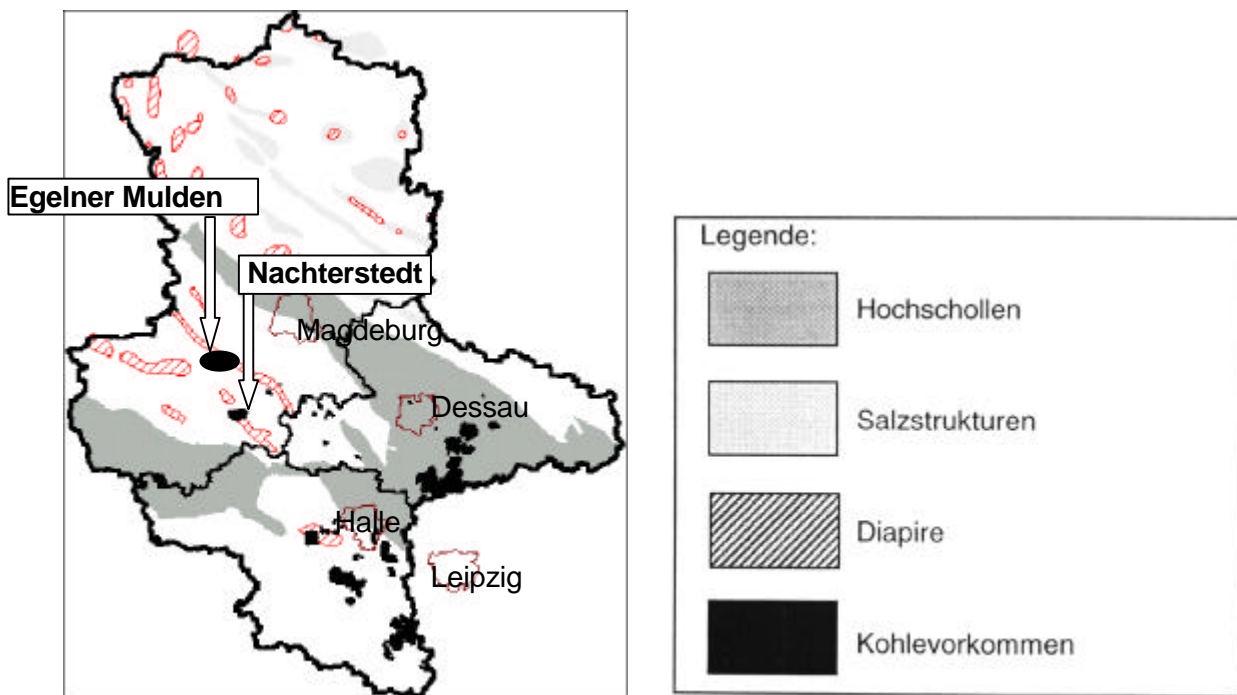 Egelner Mulden
Nachterstedt
Magdeburg
Dessau
Halle
Leipzig
Legende:
Hochschollen
Salzstrukturen
Diapire
Kohlevorkommen